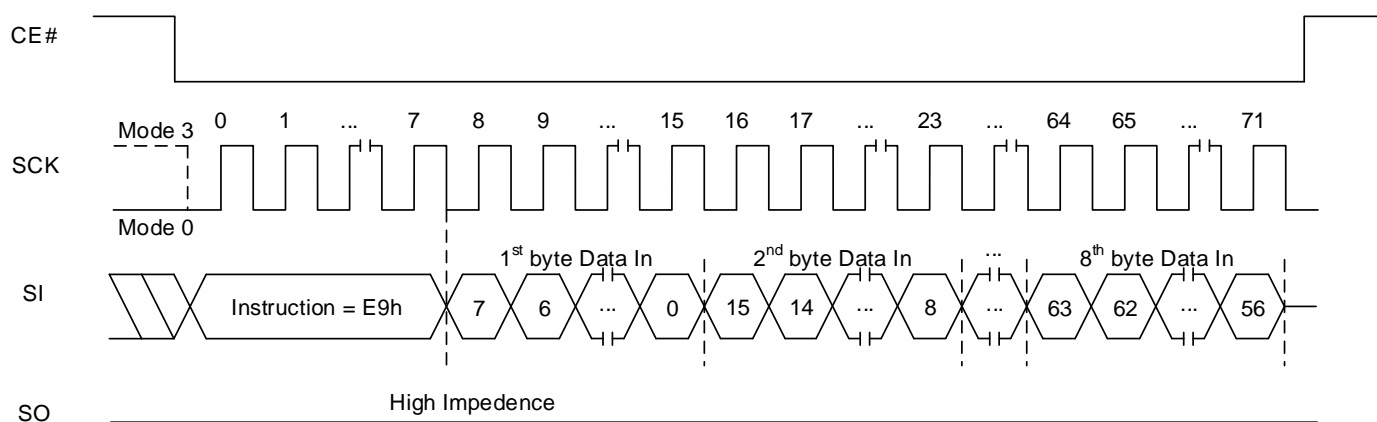 CE#
0 1 ... 7 8 9 ... 15 16 17 ... 23 ... 64 65 ... 71
Mode 3
SCK
Mode 0
1st byte Data In 2nd byte Data In ... 8th byte Data In
SI
Instruction = E9h 7 6 ... 0 15 14 ... 8 ... 63 62 ... 56
High Impedence
SO